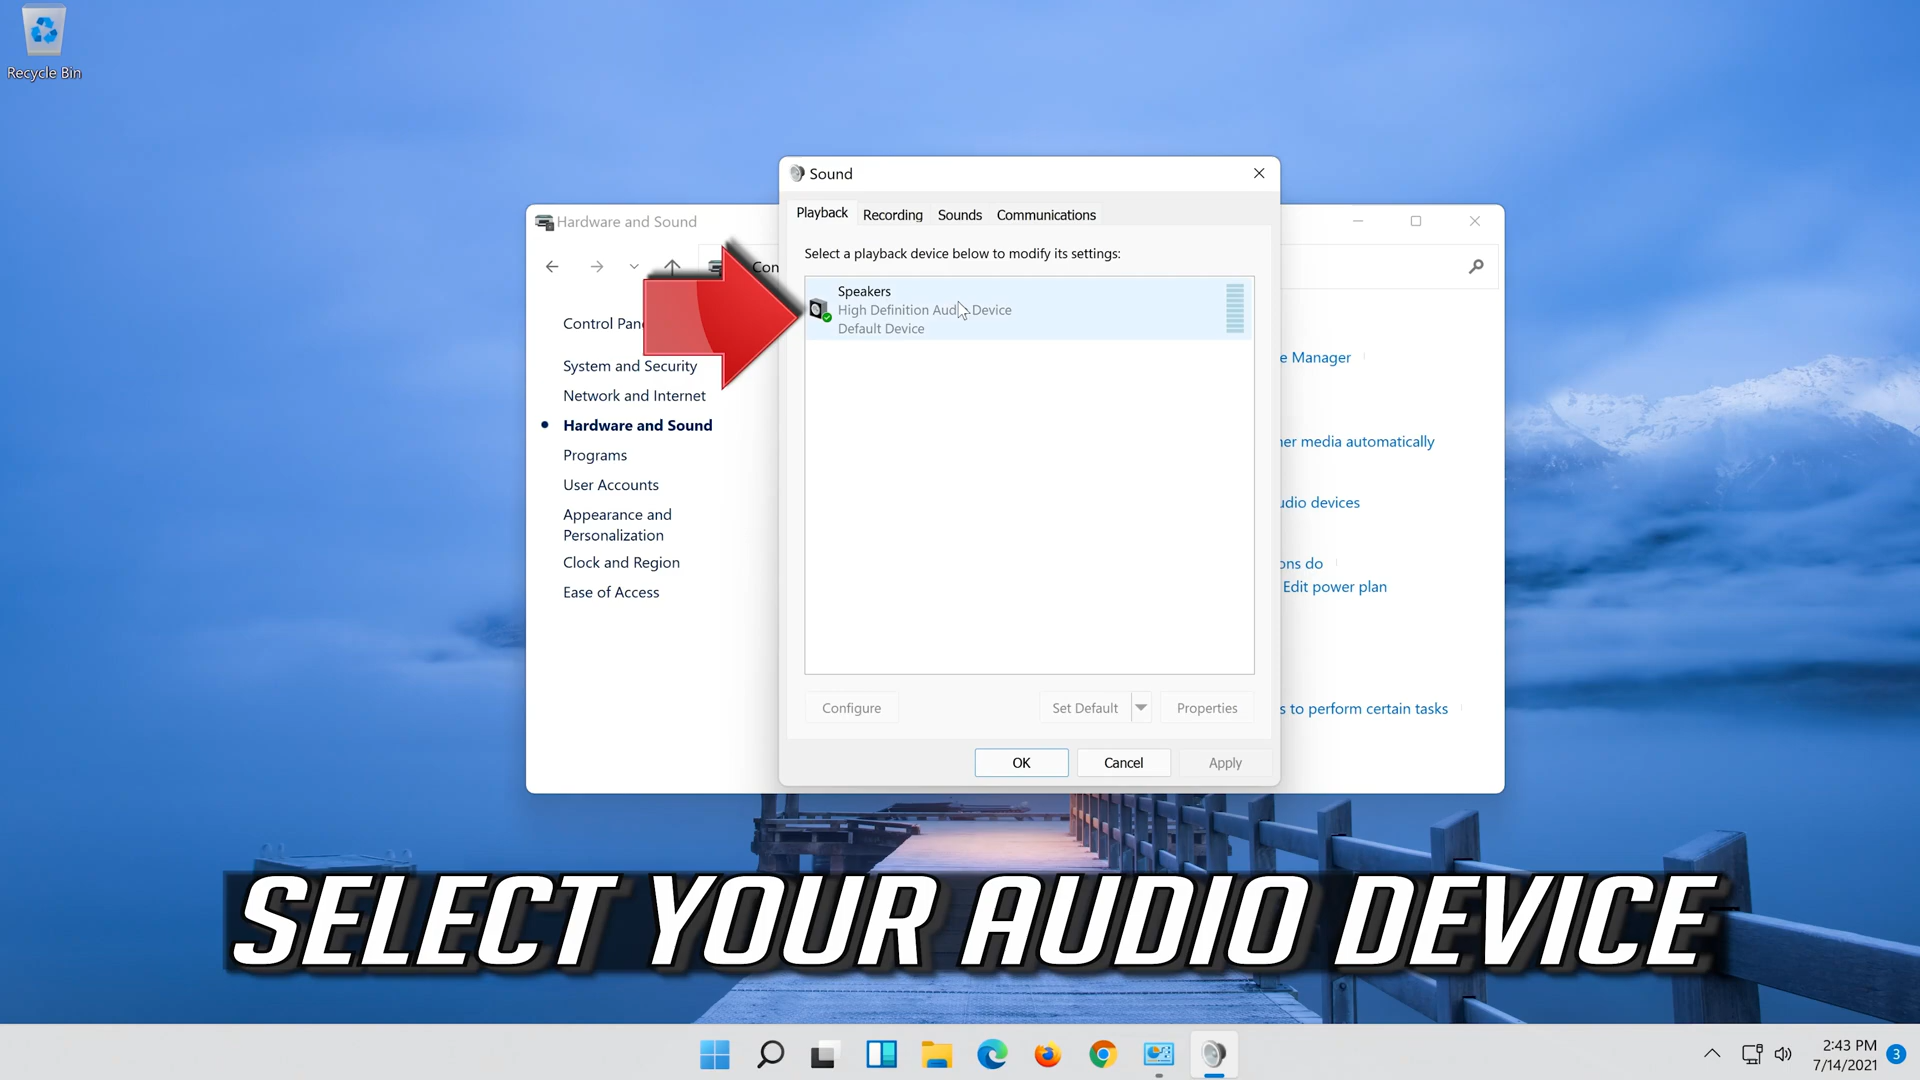 Recycle Bin
Sound
Playback
Recording
Sounds
Communications
Hardware and Sound
Select a playback device below to modify its settings:
Con
Speakers
High Definition Audio Device
Default Device
Control Pan
System and Security
Network and Internet
Hardware and Sound
Programs
User Accounts
Appearance and
Personalization
Clock and Region
Ease of Access
e Manager
her media automatically
udio devices
ons do
Edit power plan
s to perform certain tasks
Configure
Set Default
Properties
OK
Cancel
Apply
SELECT YOUR AUDIO DEVICE
2:43 PM
7/14/2021
3